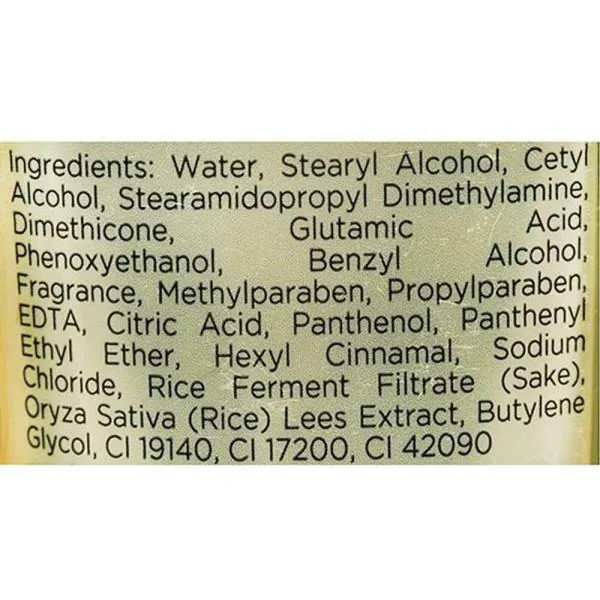 Ingredients: Water, Stearyl Alcohol, Cetyl
Alcohol, Stearamidopropyl Dimethylamine,
Dimethicone, Glutamic Acid,
Phenoxyethanol, Benzyl Alcohol,
Fragrance, Methylparaben, Propylparaben,
EDTA, Citric Acid, Panthenol, Panthenyl
Ethyl Ether, Hexyl Cinnamal, Sodium
Chloride, Rice Ferment Filtrate (Sake),
Oryza Sativa (Rice) Lees Extract, Butylene
Glycol, CI 19140, CI 17200, CI 42090